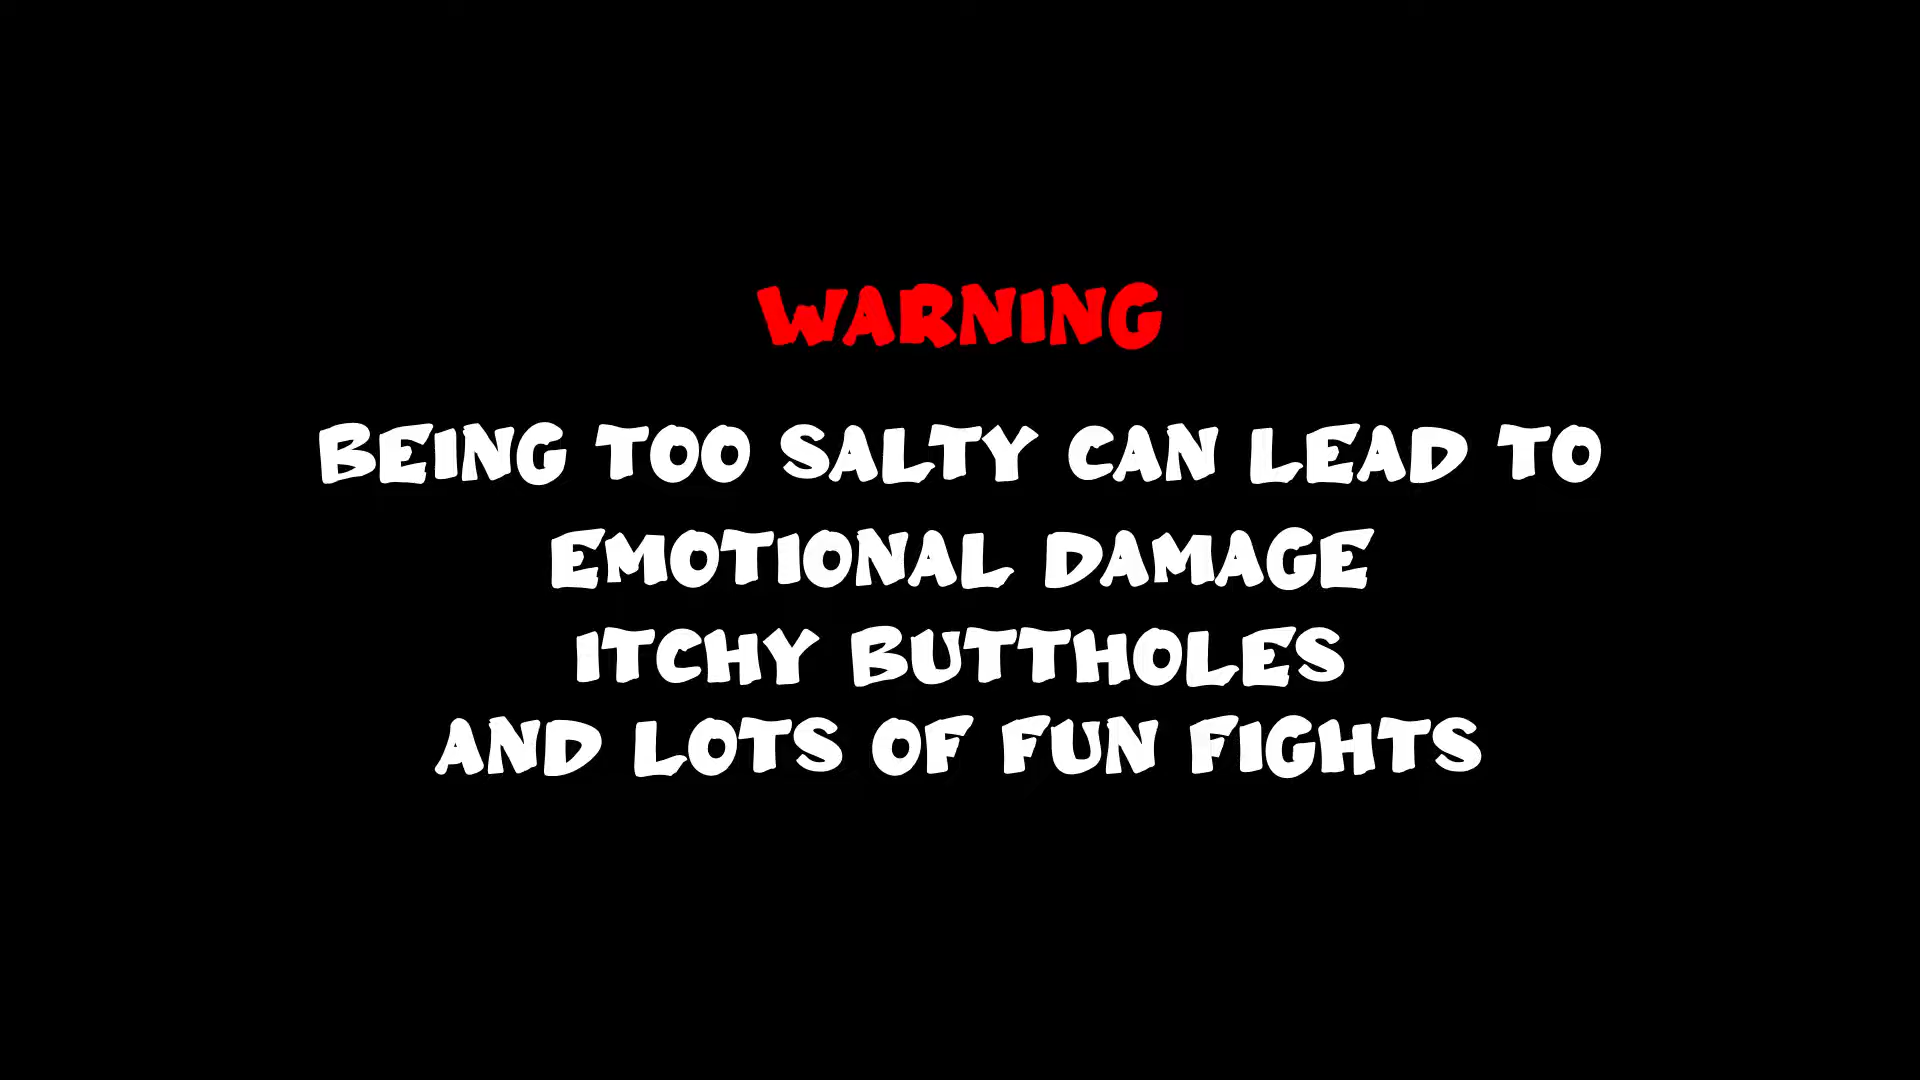 WARNING
BEING TOO SALTY CAN LEAD TO
EMOTIONAL DAMAGE
ITCHY BUTTHOLES
AND LOTS OF FUN FIGHTS